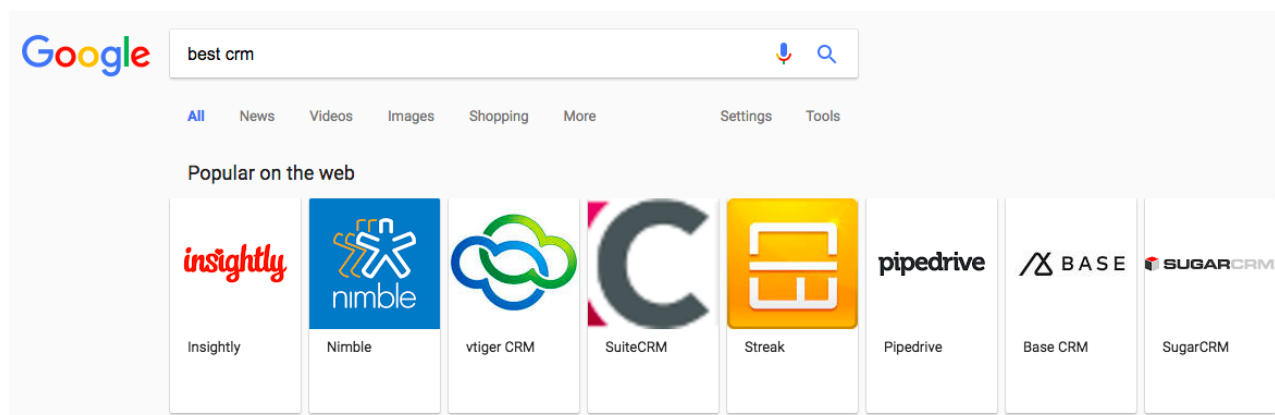 Google
best crm
All News Videos Images Shopping More Settings Tools
Popular on the web
insightly nimble C pipedrive BASE SUGARCRM
Insightly Nimble vtiger CRM SuiteCRM Streak Pipedrive Base CRM SugarCRM